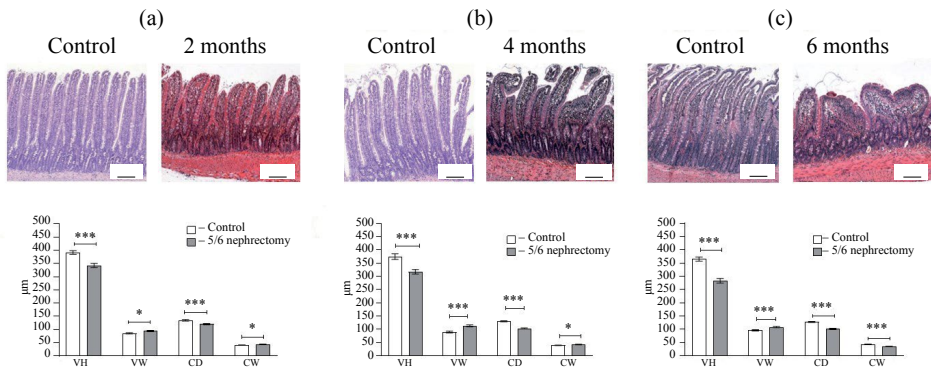 (a)
Control 2 months
(b)
Control 4 months
(c)
Control 6 months
500
450
400
350
300
250
200
150
100
50
0
µm
***
*
***
*
– Control
– 5/6 nephrectomy
VH VW CD CW
500
450
400
350
300
250
200
150
100
50
0
µm
***
***
***
*
– Control
– 5/6 nephrectomy
VH VW CD CW
500
450
400
350
300
250
200
150
100
50
0
µm
***
***
***
***
– Control
– 5/6 nephrectomy
VH VW CD CW